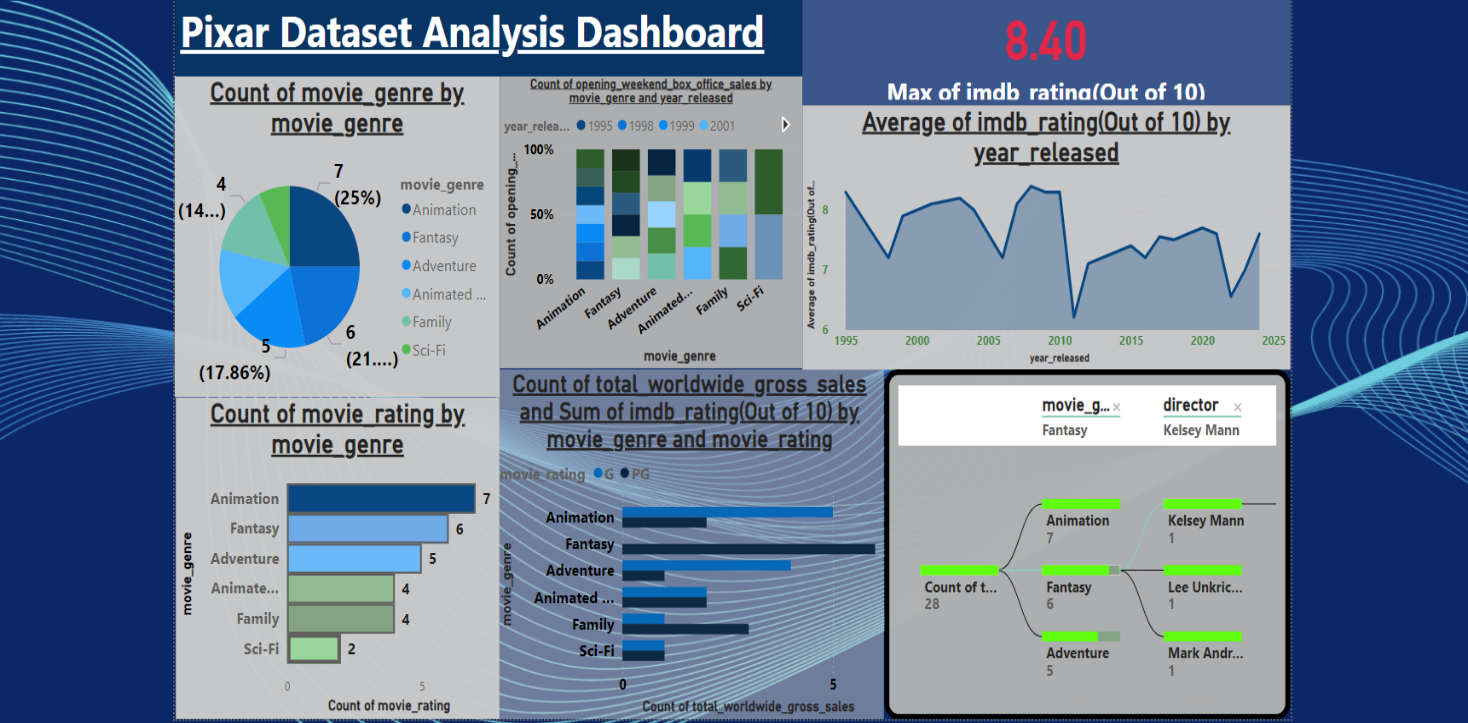 Pixar Dataset Analysis Dashboard
8.40
Max of imdb_rating(Out of 10)
Count of movie_genre by
movie_genre
7
(25%)
4
(14...)
6
(21....)
5
(17.86%)
movie_genre
Animation
Fantasy
Adventure
Animated ...
Family
Sci-Fi
Count of opening_weekend_box_office_sales by
movie_genre and year_released
year_relea...
1995
1998
1999
2001
Count of opening_...
100%
50%
0%
Animation
Fantasy
Adventure
Animated...
Family
Sci-Fi
movie_genre
Average of imdb_rating(Out of 10) by
year_released
Average of imdb_rating(Out of...
8
7
6
1995
2000
2005
2010
2015
2020
2025
year_released
Count of movie_rating by
movie_genre
movie_genre
Animation
7
Fantasy
6
Adventure
5
Animate...
4
Family
4
Sci-Fi
2
0
5
Count of movie_rating
Count of total_worldwide_gross_sales
and Sum of imdb_rating(Out of 10) by
movie_genre and movie_rating
movie_rating
G
PG
movie_genre
Animation
Fantasy
Adventure
Animated ...
Family
Sci-Fi
0
5
Count of total_worldwide_gross_sales
movie_g...
Fantasy
director
Kelsey Mann
Count of t...
28
Animation
7
Fantasy
6
Adventure
5
Kelsey Mann
1
Lee Unkric...
1
Mark Andr...
1